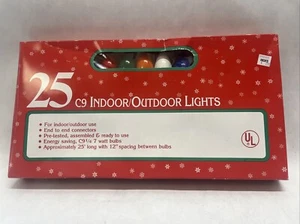 25 C9 INDOOR/OUTDOOR LIGHTS
• For indoor/outdoor use
• End to end connectors
• Pre-tested, assembled & ready to use
• Energy saving, C9¼ 7 watt bulbs
• Approximately 25' long with 12" spacing between bulbs
UL